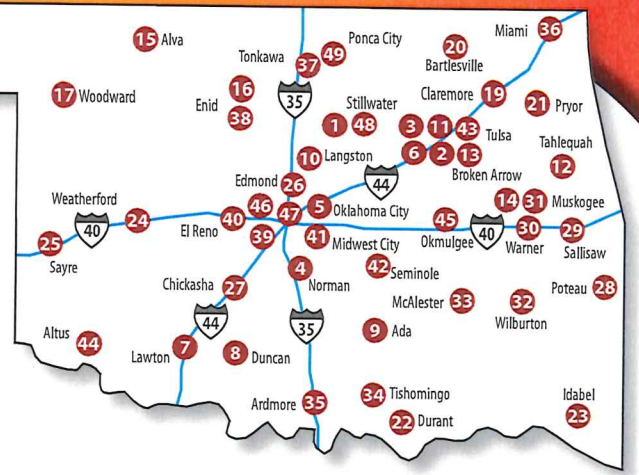 36
Miami
15 Alva
Ponca City
49
Tonkawa
37
20
Bartlesville
16
17 Woodward
Enid
38
35
Claremore 19
21 Pryor
Stillwater
1 48
3 11 43 Tulsa
6 2 13
Broken Arrow
Tahlequah
12
10 Langston
44
Edmond
26
Weatherford
24
40
46
47
5 Oklahoma City
El Reno 40
39
41
Midwest City
14 31 Muskogee
45
Okmulgee
40
30
Warner
29
Sallisaw
25
Sayre
42 Seminole
4
Norman
Chickasha
27
44
35
McAlester 33
32
Wilburton
Poteau 28
9 Ada
Altus
44
Lawton 7
8 Duncan
34 Tishomingo
Ardmore 35
22 Durant
Idabel
23